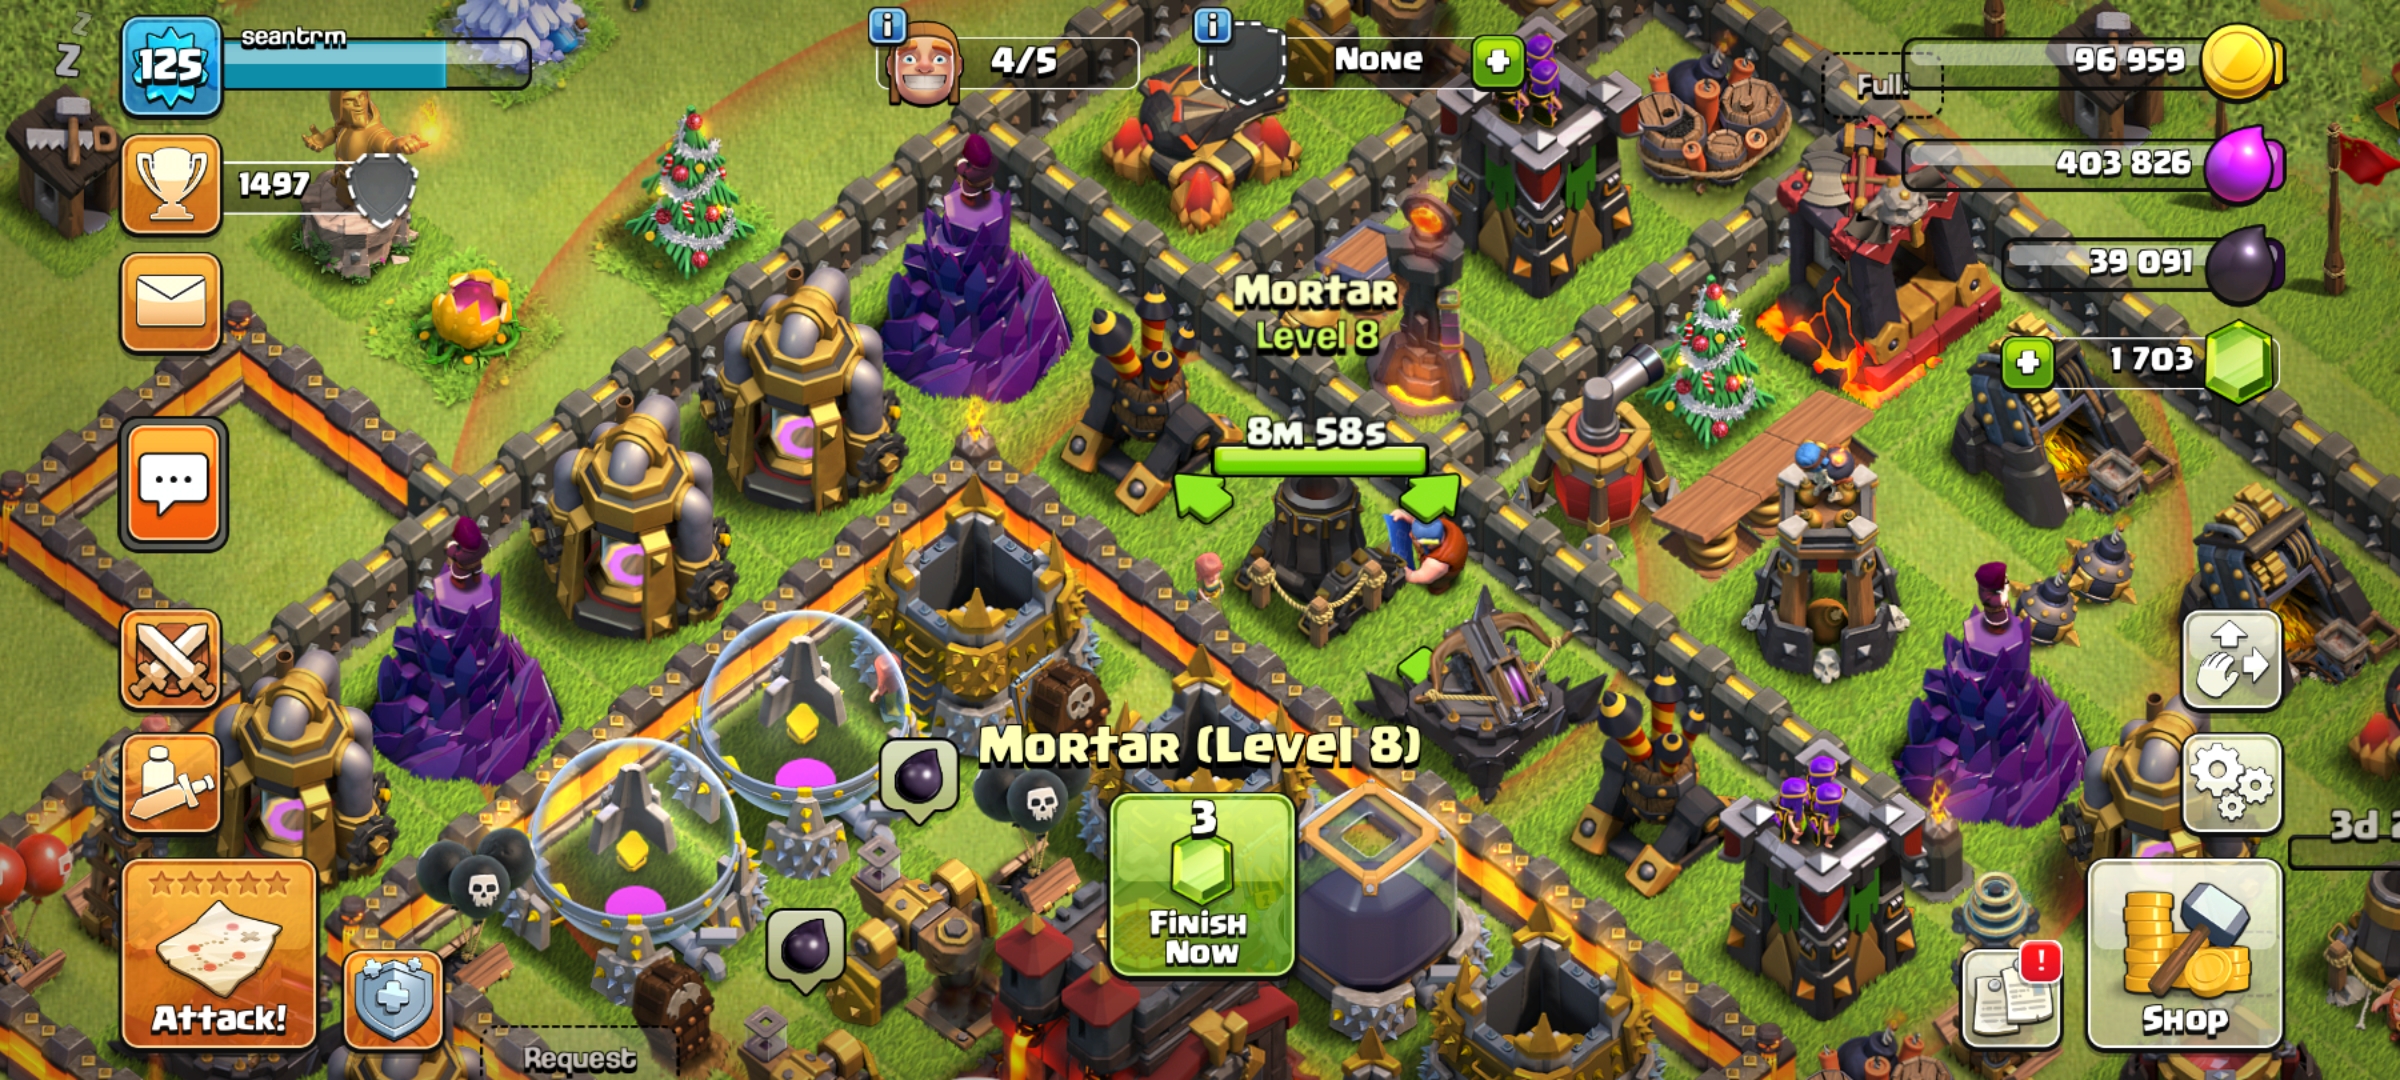 125
seantrm
4/5
None
Full!
96 959
1497
403 826
39 091
1 703
Mortar
Level 8
8m 58s
Mortar (Level 8)
3
Finish
Now
3d
Attack!
Request
!
Shop